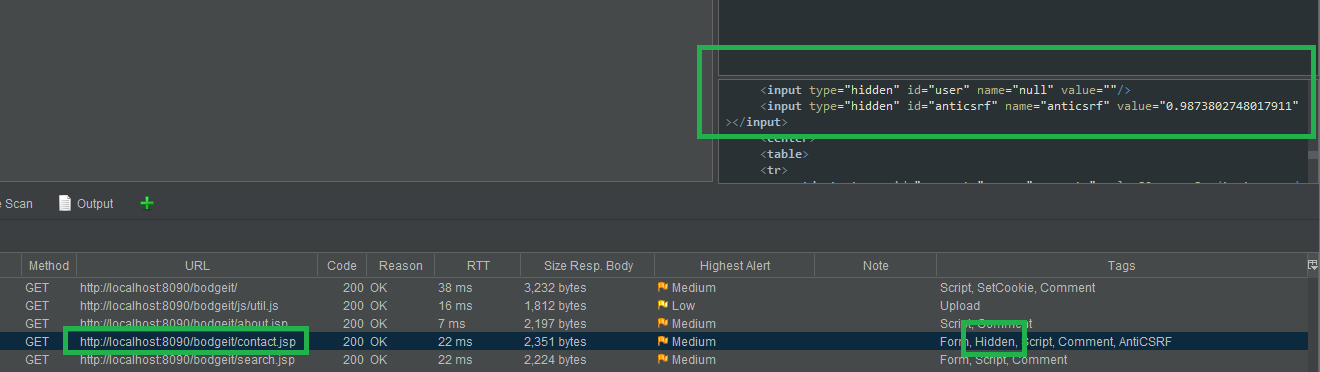 <input type="hidden" id="user" name="null" value=""/>
<input type="hidden" id="anticsrf" name="anticsrf" value="0.9873802748017911"
></input>
<center>
<table>
<tr>
Scan Output
Method URL Code Reason RTT Size Resp. Body Highest Alert Note Tags
GET http://localhost:8090/bodgeit/ 200 OK 38 ms 3,232 bytes Medium Script, SetCookie, Comment
GET http://localhost:8090/bodgeit/js/util.js 200 OK 16 ms 1,812 bytes Low Upload
GET http://localhost:8090/bodgeit/about.jsp 200 OK 7 ms 2,197 bytes Medium Script, Comment
GET http://localhost:8090/bodgeit/contact.jsp 200 OK 22 ms 2,351 bytes Medium Form, Hidden, Script, Comment, AntiCSRF
GET http://localhost:8090/bodgeit/search.jsp 200 OK 22 ms 2,224 bytes Medium Form, Script, Comment